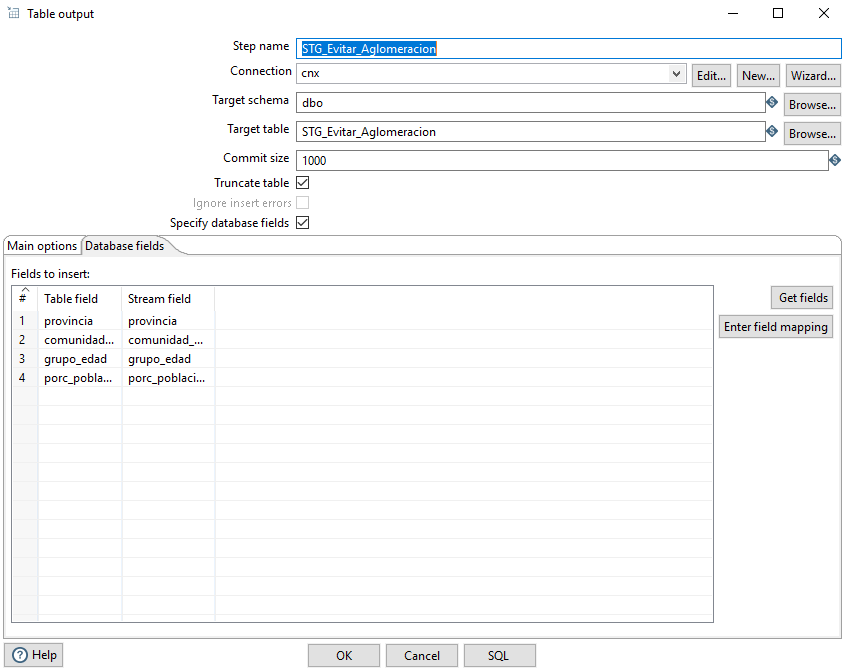 Table output
Step name STG_Evitar_Aglomeracion
Connection cnx Edit... New... Wizard...
Target schema dbo Browse...
Target table STG_Evitar_Aglomeracion Browse...
Commit size 1000
Truncate table
Ignore insert errors
Specify database fields
Main options Database fields
Fields to insert:
# Table field Stream field
Get fields
1 provincia provincia
Enter field mapping
2 comunidad... comunidad_...
3 grupo_edad grupo_edad
4 porc_pobla... porc_poblaci...
Help OK Cancel SQL